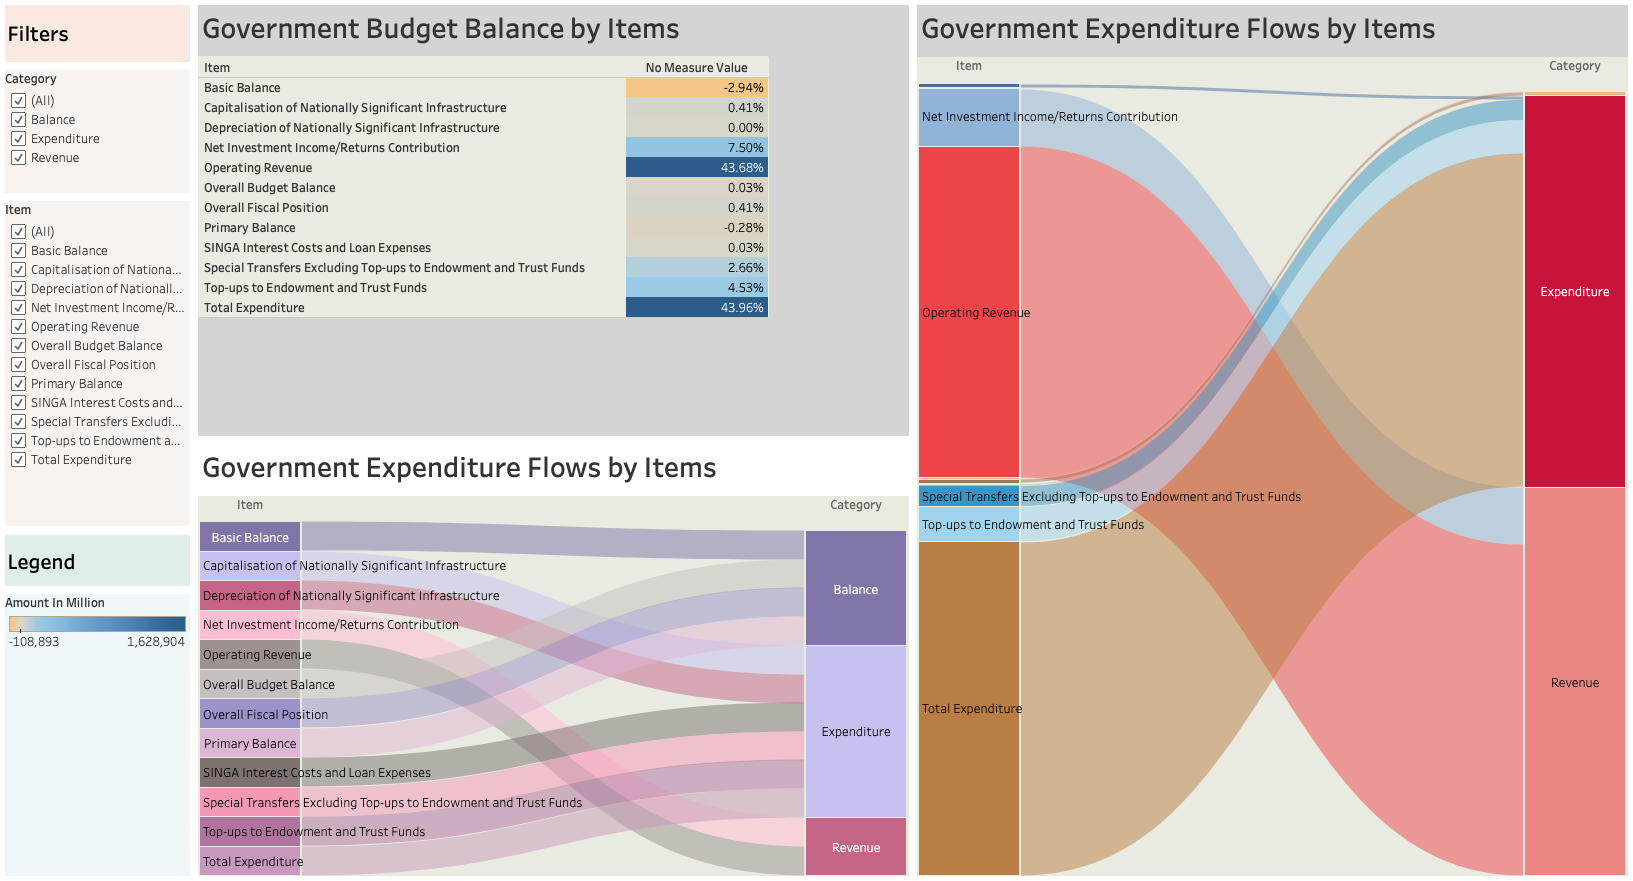 Filters
Category
(All)
Balance
Expenditure
Revenue
Item
(All)
Basic Balance
Capitalisation of Nationa...
Depreciation of Nationall...
Net Investment Income/R...
Operating Revenue
Overall Budget Balance
Overall Fiscal Position
Primary Balance
SINGA Interest Costs and...
Special Transfers Excludi...
Top-ups to Endowment a...
Total Expenditure
Legend
Amount In Million
-108,893 1,628,904
Government Budget Balance by Items
Item No Measure Value
Basic Balance -2.94%
Capitalisation of Nationally Significant Infrastructure 0.41%
Depreciation of Nationally Significant Infrastructure 0.00%
Net Investment Income/Returns Contribution 7.50%
Operating Revenue 43.68%
Overall Budget Balance 0.03%
Overall Fiscal Position 0.41%
Primary Balance -0.28%
SINGA Interest Costs and Loan Expenses 0.03%
Special Transfers Excluding Top-ups to Endowment and Trust Funds 2.66%
Top-ups to Endowment and Trust Funds 4.53%
Total Expenditure 43.96%
Government Expenditure Flows by Items
Item Category
Basic Balance
Capitalisation of Nationally Significant Infrastructure
Depreciation of Nationally Significant Infrastructure
Net Investment Income/Returns Contribution
Operating Revenue
Overall Budget Balance
Overall Fiscal Position
Primary Balance
SINGA Interest Costs and Loan Expenses
Special Transfers Excluding Top-ups to Endowment and Trust Funds
Top-ups to Endowment and Trust Funds
Total Expenditure
Balance
Expenditure
Revenue
Government Expenditure Flows by Items
Item Category
Net Investment Income/Returns Contribution
Operating Revenue
Special Transfers Excluding Top-ups to Endowment and Trust Funds
Top-ups to Endowment and Trust Funds
Total Expenditure
Expenditure
Revenue